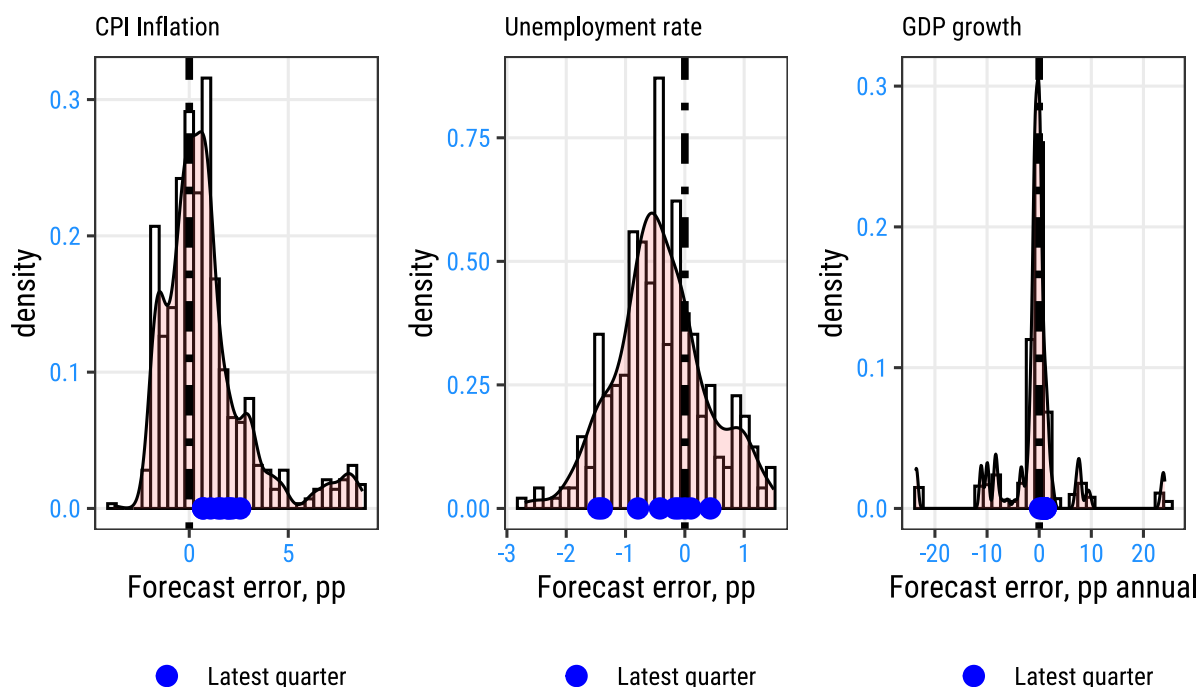 CPI Inflation
0.3
0.2
0.1
0.0
density
0 5
Forecast error, pp
Latest quarter
Unemployment rate
0.75
0.50
0.25
0.00
density
-3 -2 -1 0 1
Forecast error, pp
Latest quarter
GDP growth
0.3
0.2
0.1
0.0
density
-20 -10 0 10 20
Forecast error, pp annual
Latest quarter